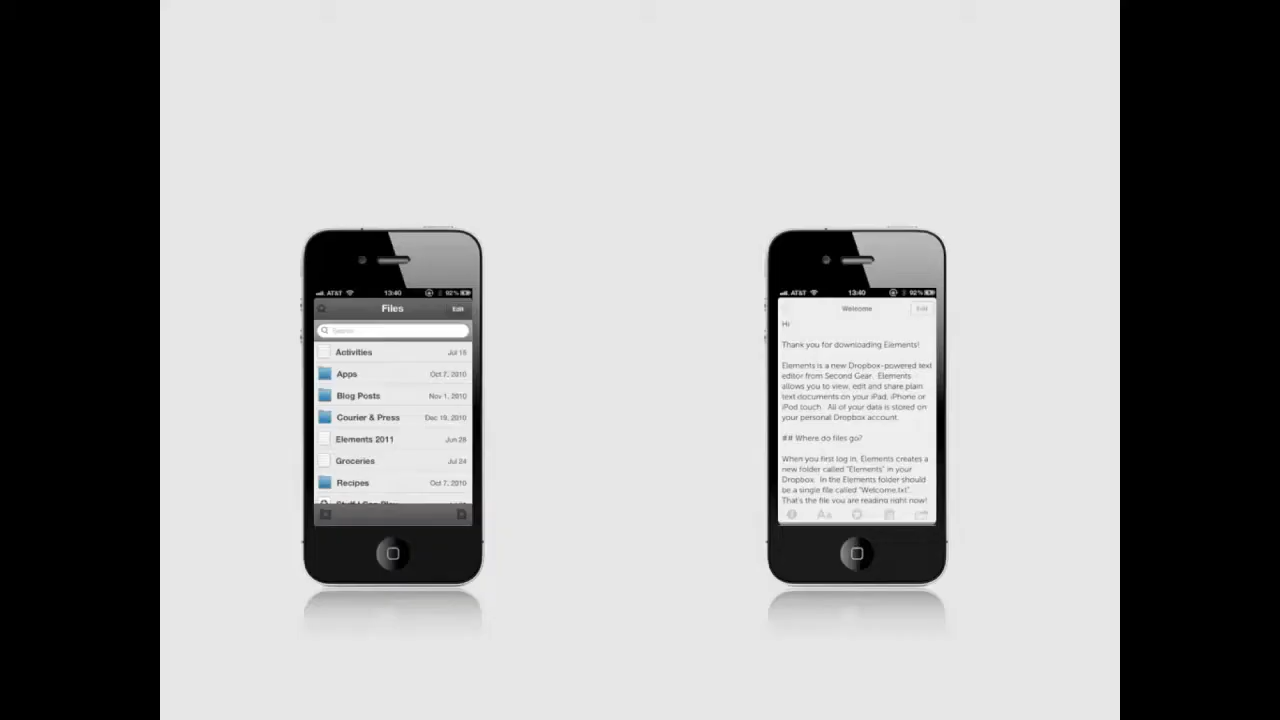 AT&T 13:40 92%
Files Edit
Search
Activities Jul 16
Apps Oct 7, 2010
Blog Posts Nov 1, 2010
Courier & Press Dec 19, 2010
Elements 2011 Jun 28
Groceries Jul 24
Recipes Oct 7, 2010
AT&T 13:40 92%
Welcome Edit
Hi
Thank you for downloading Elements!
Elements is a new Dropbox-powered text
editor from Second Gear. Elements
allows you to view, edit and share plain
text documents on your iPad, iPhone or
iPod touch. All of your data is stored on
your personal Dropbox account.
## Where do files go?
When you first log in, Elements creates a
new folder called "Elements" in your
Dropbox. In the Elements folder should
be a single file called "Welcome.txt".
That's the file you are reading right now!
Aa